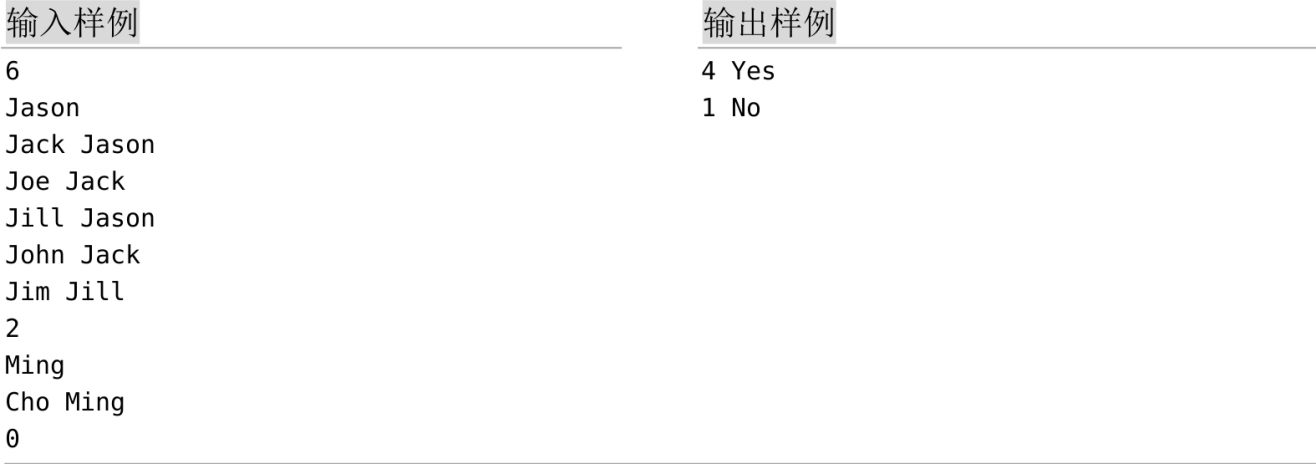 输入样例
6
Jason
Jack Jason
Joe Jack
Jill Jason
John Jack
Jim Jill
2
Ming
Cho Ming
0
输出样例
4 Yes
1 No